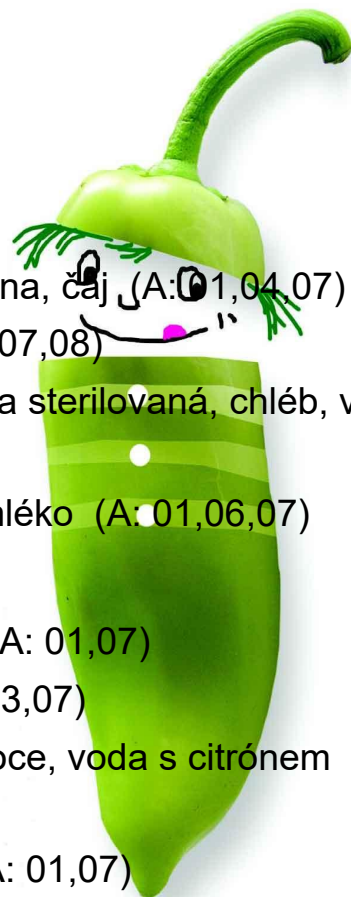 na, čaj (A: 01,04,07)
07,08)
a sterilovaná, chléb, v
léko (A: 01,06,07)
A: 01,07)
3,07)
ce, voda s citrónem
: 01,07)